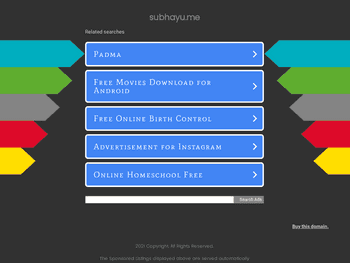 subhayu.me
Related searches
Padma
Free Movies Download for
Android
Free Online Birth Control
Advertisement for Instagram
Online Homeschool Free
Search Ads
Buy this domain.
2021 Copyright. All Rights Reserved.
The Sponsored Listings displayed above are served automatically